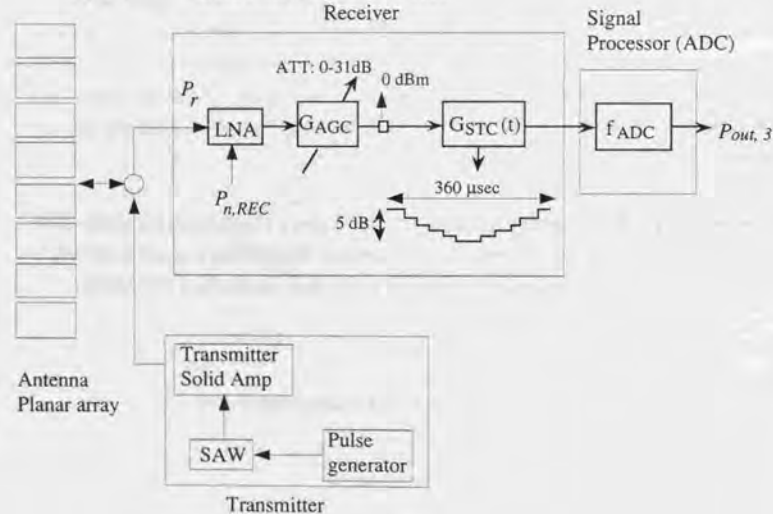 Receiver
Signal
Processor (ADC)
ATT: 0-31dB
0 dBm
P_r
LNA
G_AGC
G_STC(t)
f_ADC
P_out, 3
P_n,REC
360 µsec
5 dB
Antenna
Planar array
Transmitter
Solid Amp
SAW
Pulse
generator
Transmitter